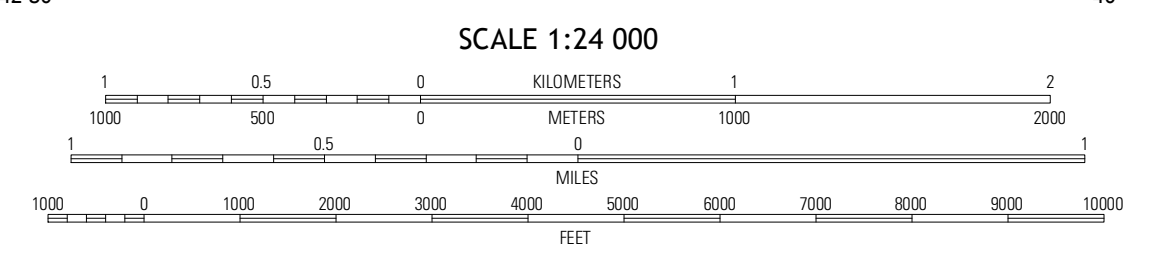 SCALE 1:24 000
1 0.5 0 KILOMETERS 1 2
1000 500 0 METERS 1000 2000
1 0.5 0 1
MILES
1000 0 1000 2000 3000 4000 5000 6000 7000 8000 9000 10000
FEET